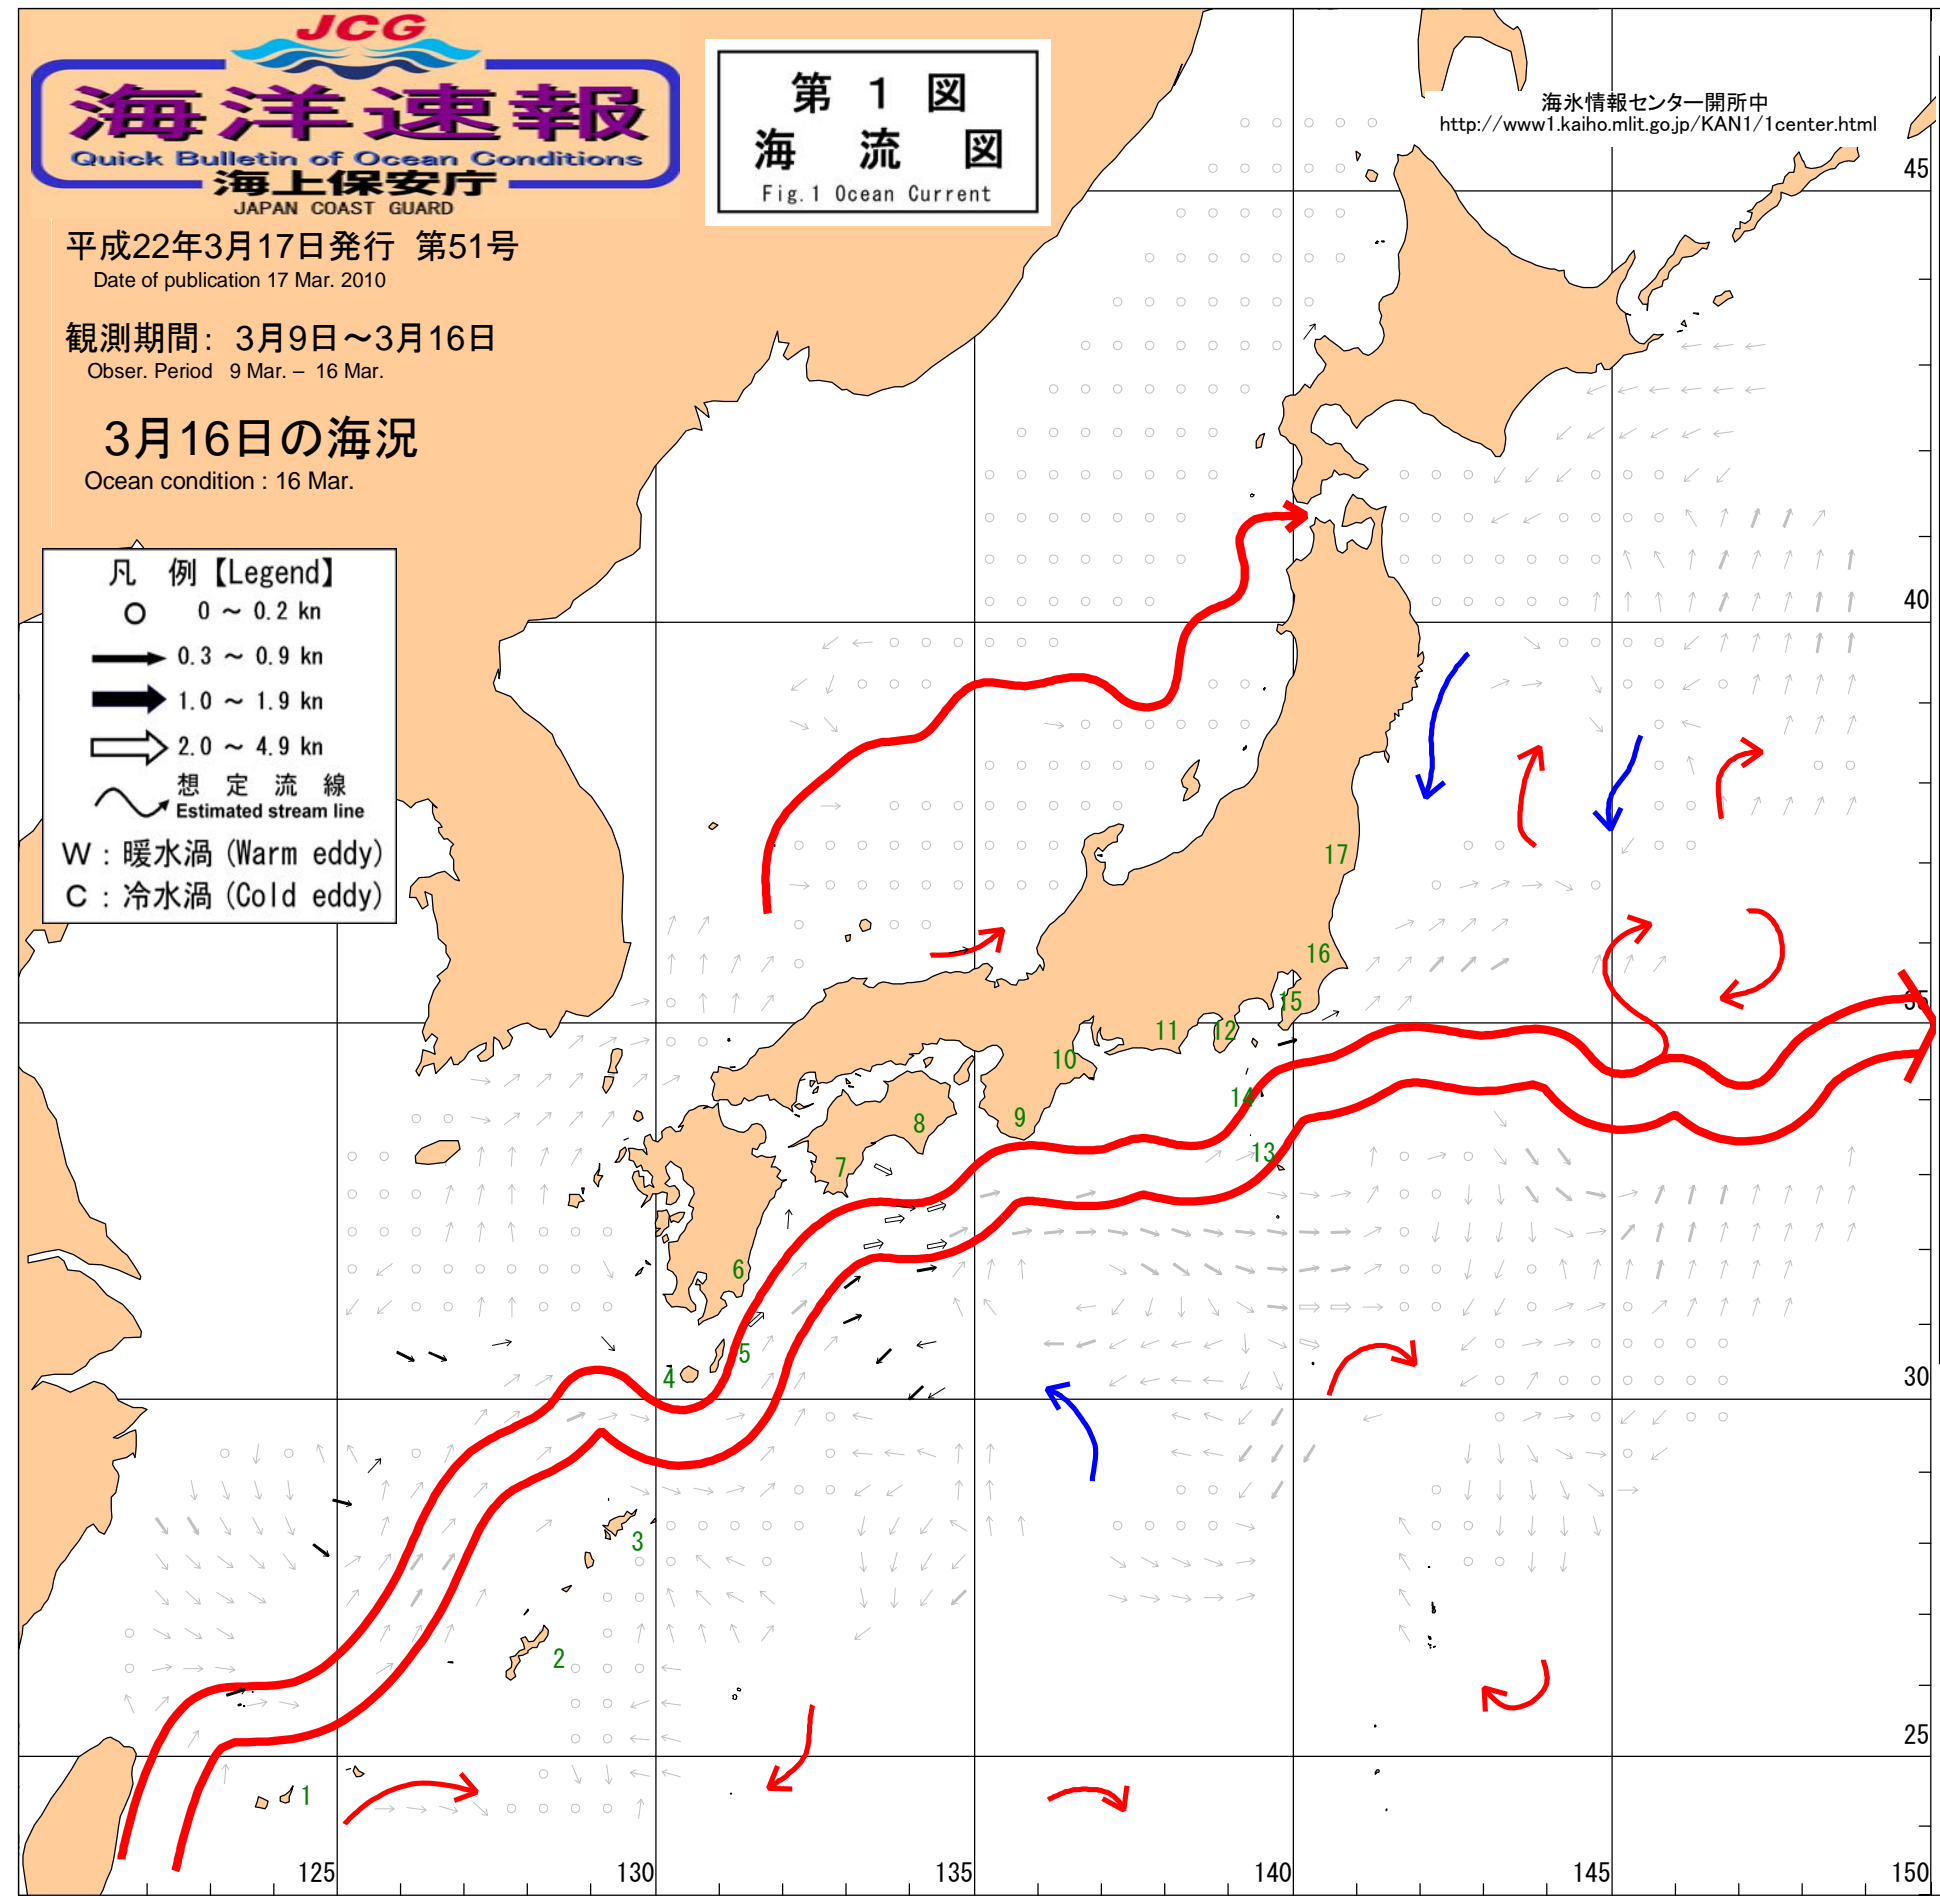 JCG
海洋速報
Quick Bulletin of Ocean Conditions
海上保安庁
JAPAN COAST GUARD
第 1 図
海 流 図
Fig.1 Ocean Current
海氷情報センター開所中
http://www1.kaiho.mlit.go.jp/KAN1/1center.html
平成22年3月17日発行 第51号
Date of publication 17 Mar. 2010
観測期間: 3月9日～3月16日
Obser. Period 9 Mar. – 16 Mar.
3月16日の海況
Ocean condition : 16 Mar.
凡 例【Legend】
0 ～ 0.2 kn
0.3 ～ 0.9 kn
1.0 ～ 1.9 kn
2.0 ～ 4.9 kn
想 定 流 線
Estimated stream line
W : 暖水渦 (Warm eddy)
C : 冷水渦 (Cold eddy)
45
40
35
30
25
17
16
15
12
11
10
14
9
8
13
7
6
5
4
3
2
1
125
130
135
140
145
150